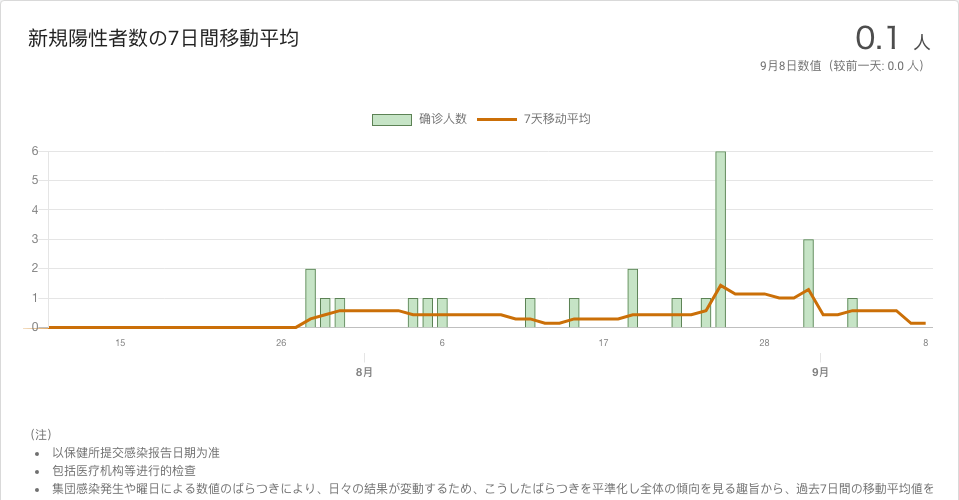 新規陽性者数の7日間移動平均
0.1 人
9月8日数值（较前一天: 0.0 人）
确诊人数 7天移动平均
6
5
4
3
2
1
0
15 26 6 17 28 8
8月 9月
（注）
以保健所提交感染报告日期为准
包括医疗机构等进行的检查
集団感染発生や曜日による数値のばらつきにより、日々の結果が変動するため、こうしたばらつきを平準化し全体の傾向を見る趣旨から、過去7日間の移動平均値を